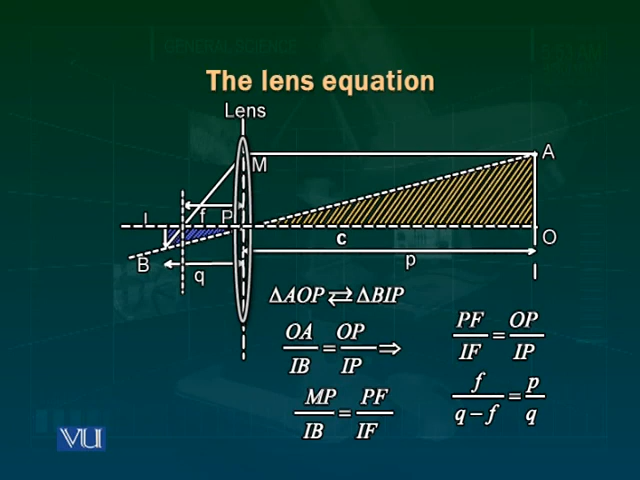 GENERAL SCIENCE
The lens equation
Lens
A
M
f
P
I
O
c
B
q
p
I
ΔAOP ⇄ ΔBIP
OA/IB = OP/IP ⇒
PF/IF = OP/IP
MP/IB = PF/IF
f/(q − f) = p/q
VU